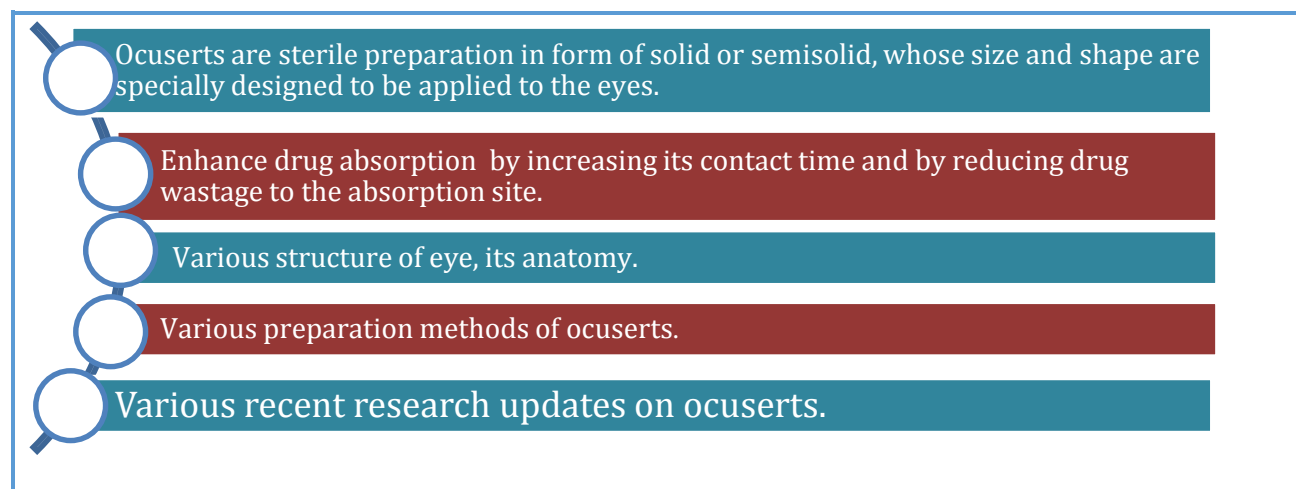 Ocuserts are sterile preparation in form of solid or semisolid, whose size and shape are
specially designed to be applied to the eyes.
Enhance drug absorption by increasing its contact time and by reducing drug
wastage to the absorption site.
Various structure of eye, its anatomy.
Various preparation methods of ocuserts.
Various recent research updates on ocuserts.